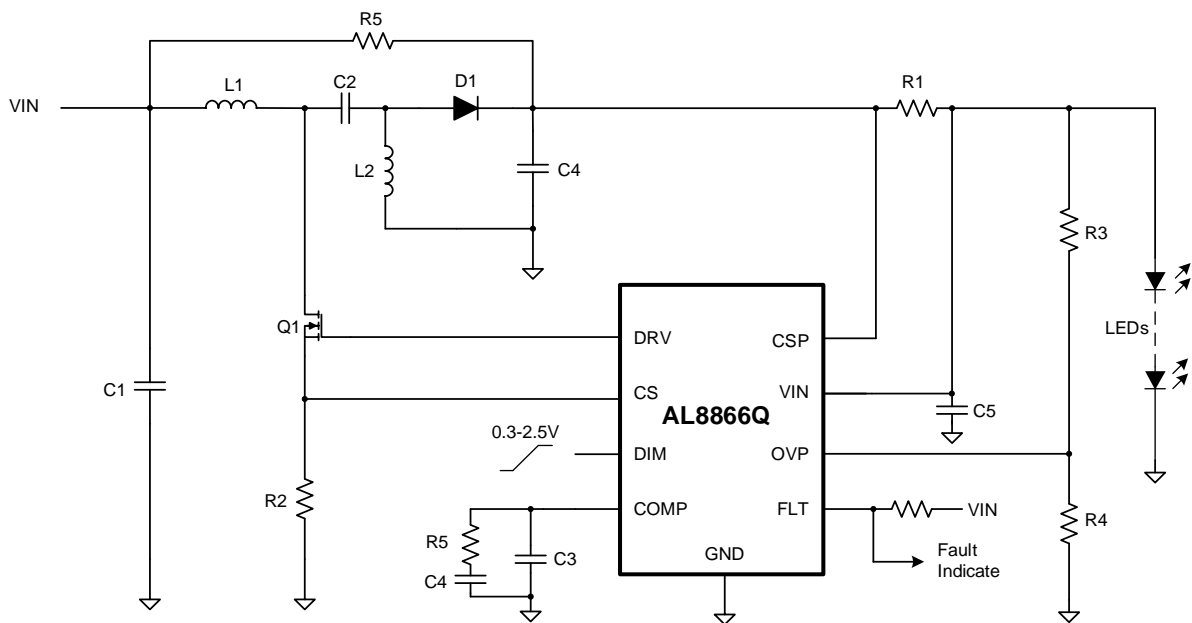 R5
L1
C2
D1
R1
VIN
L2
C4
R3
Q1
DRV
CSP
LEDs
C1
CS
VIN
C5
AL8866Q
0.3-2.5V
DIM
OVP
R2
COMP
FLT
VIN
R4
R5
C3
GND
Fault
Indicate
C4